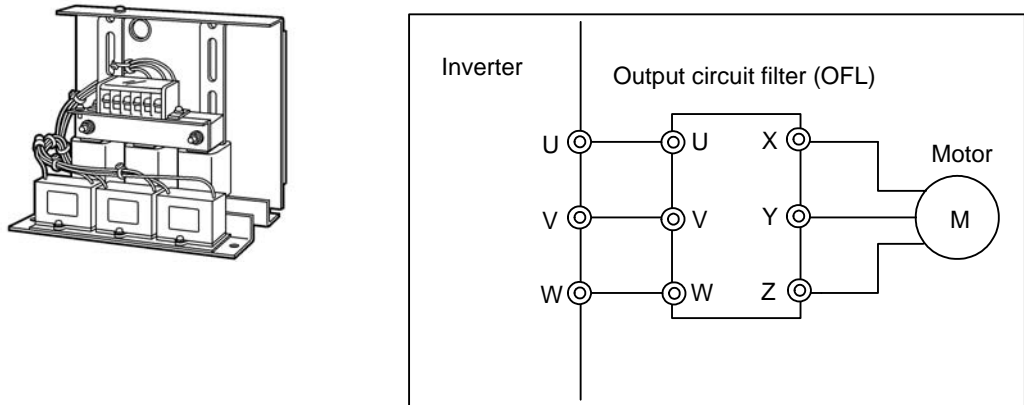 Inverter
Output circuit filter (OFL)
U U X
Motor
V V Y M
W W Z